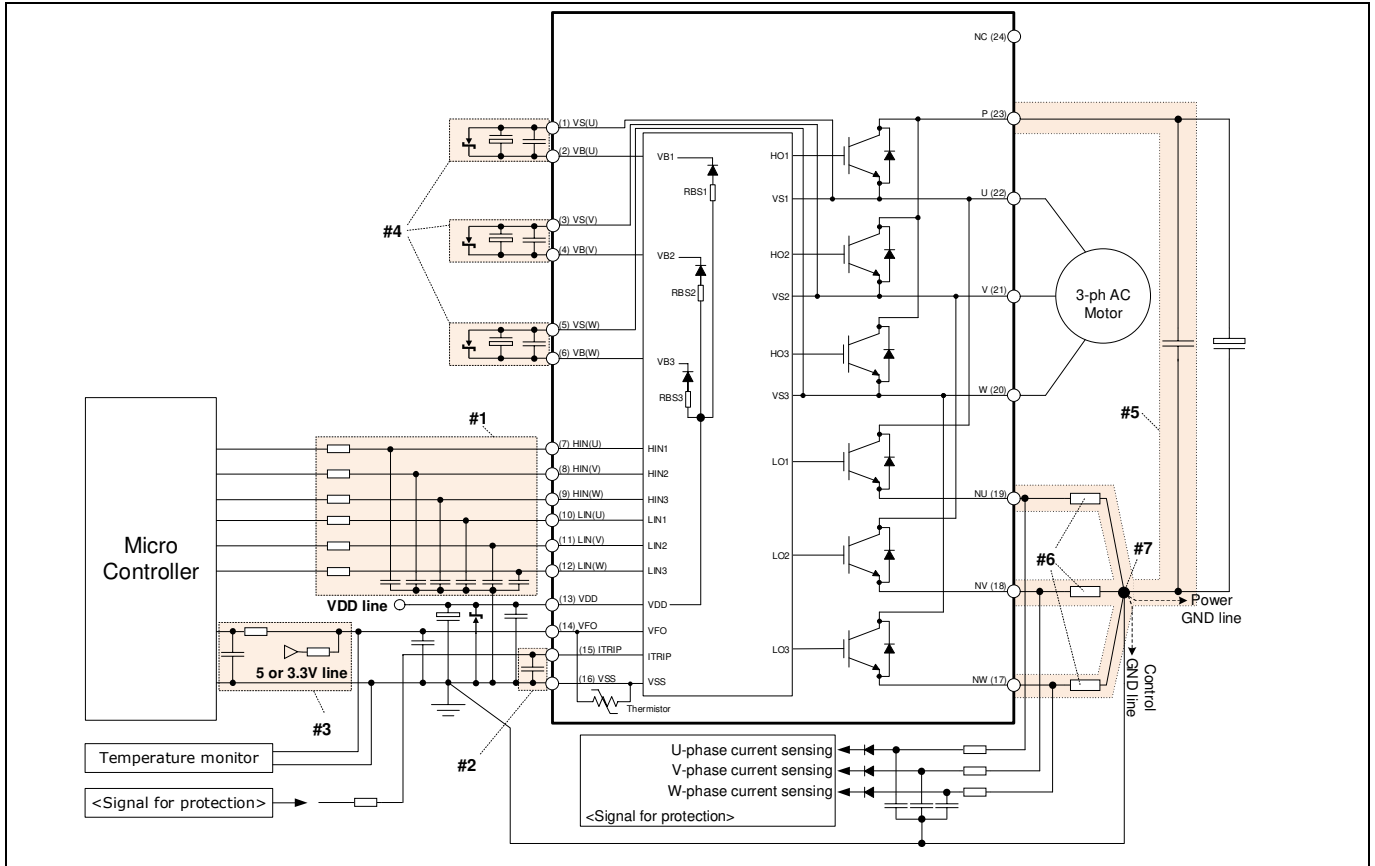 NC (24)
P (23)
U (22)
V (21)
W (20)
NU (19)
NV (18)
NW (17)
(1) VS(U)
(2) VB(U)
(3) VS(V)
(4) VB(V)
(5) VS(W)
(6) VB(W)
(7) HIN(U)
(8) HIN(V)
(9) HIN(W)
(10) LIN(U)
(11) LIN(V)
(12) LIN(W)
(13) VDD
(14) VFO
(15) ITRIP
(16) VSS
VB1
RBS1
VB2
RBS2
VB3
RBS3
HIN1
HIN2
HIN3
LIN1
LIN2
LIN3
VDD
VFO
ITRIP
VSS
Thermistor
HO1
VS1
HO2
VS2
HO3
VS3
LO1
LO2
LO3
3-ph AC
Motor
#4
#1
#5
#6
#7
#3
#2
Micro
Controller
VDD line
5 or 3.3V line
Power
GND line
Control
GND line
Temperature monitor
<Signal for protection>
U-phase current sensing
V-phase current sensing
W-phase current sensing
<Signal for protection>